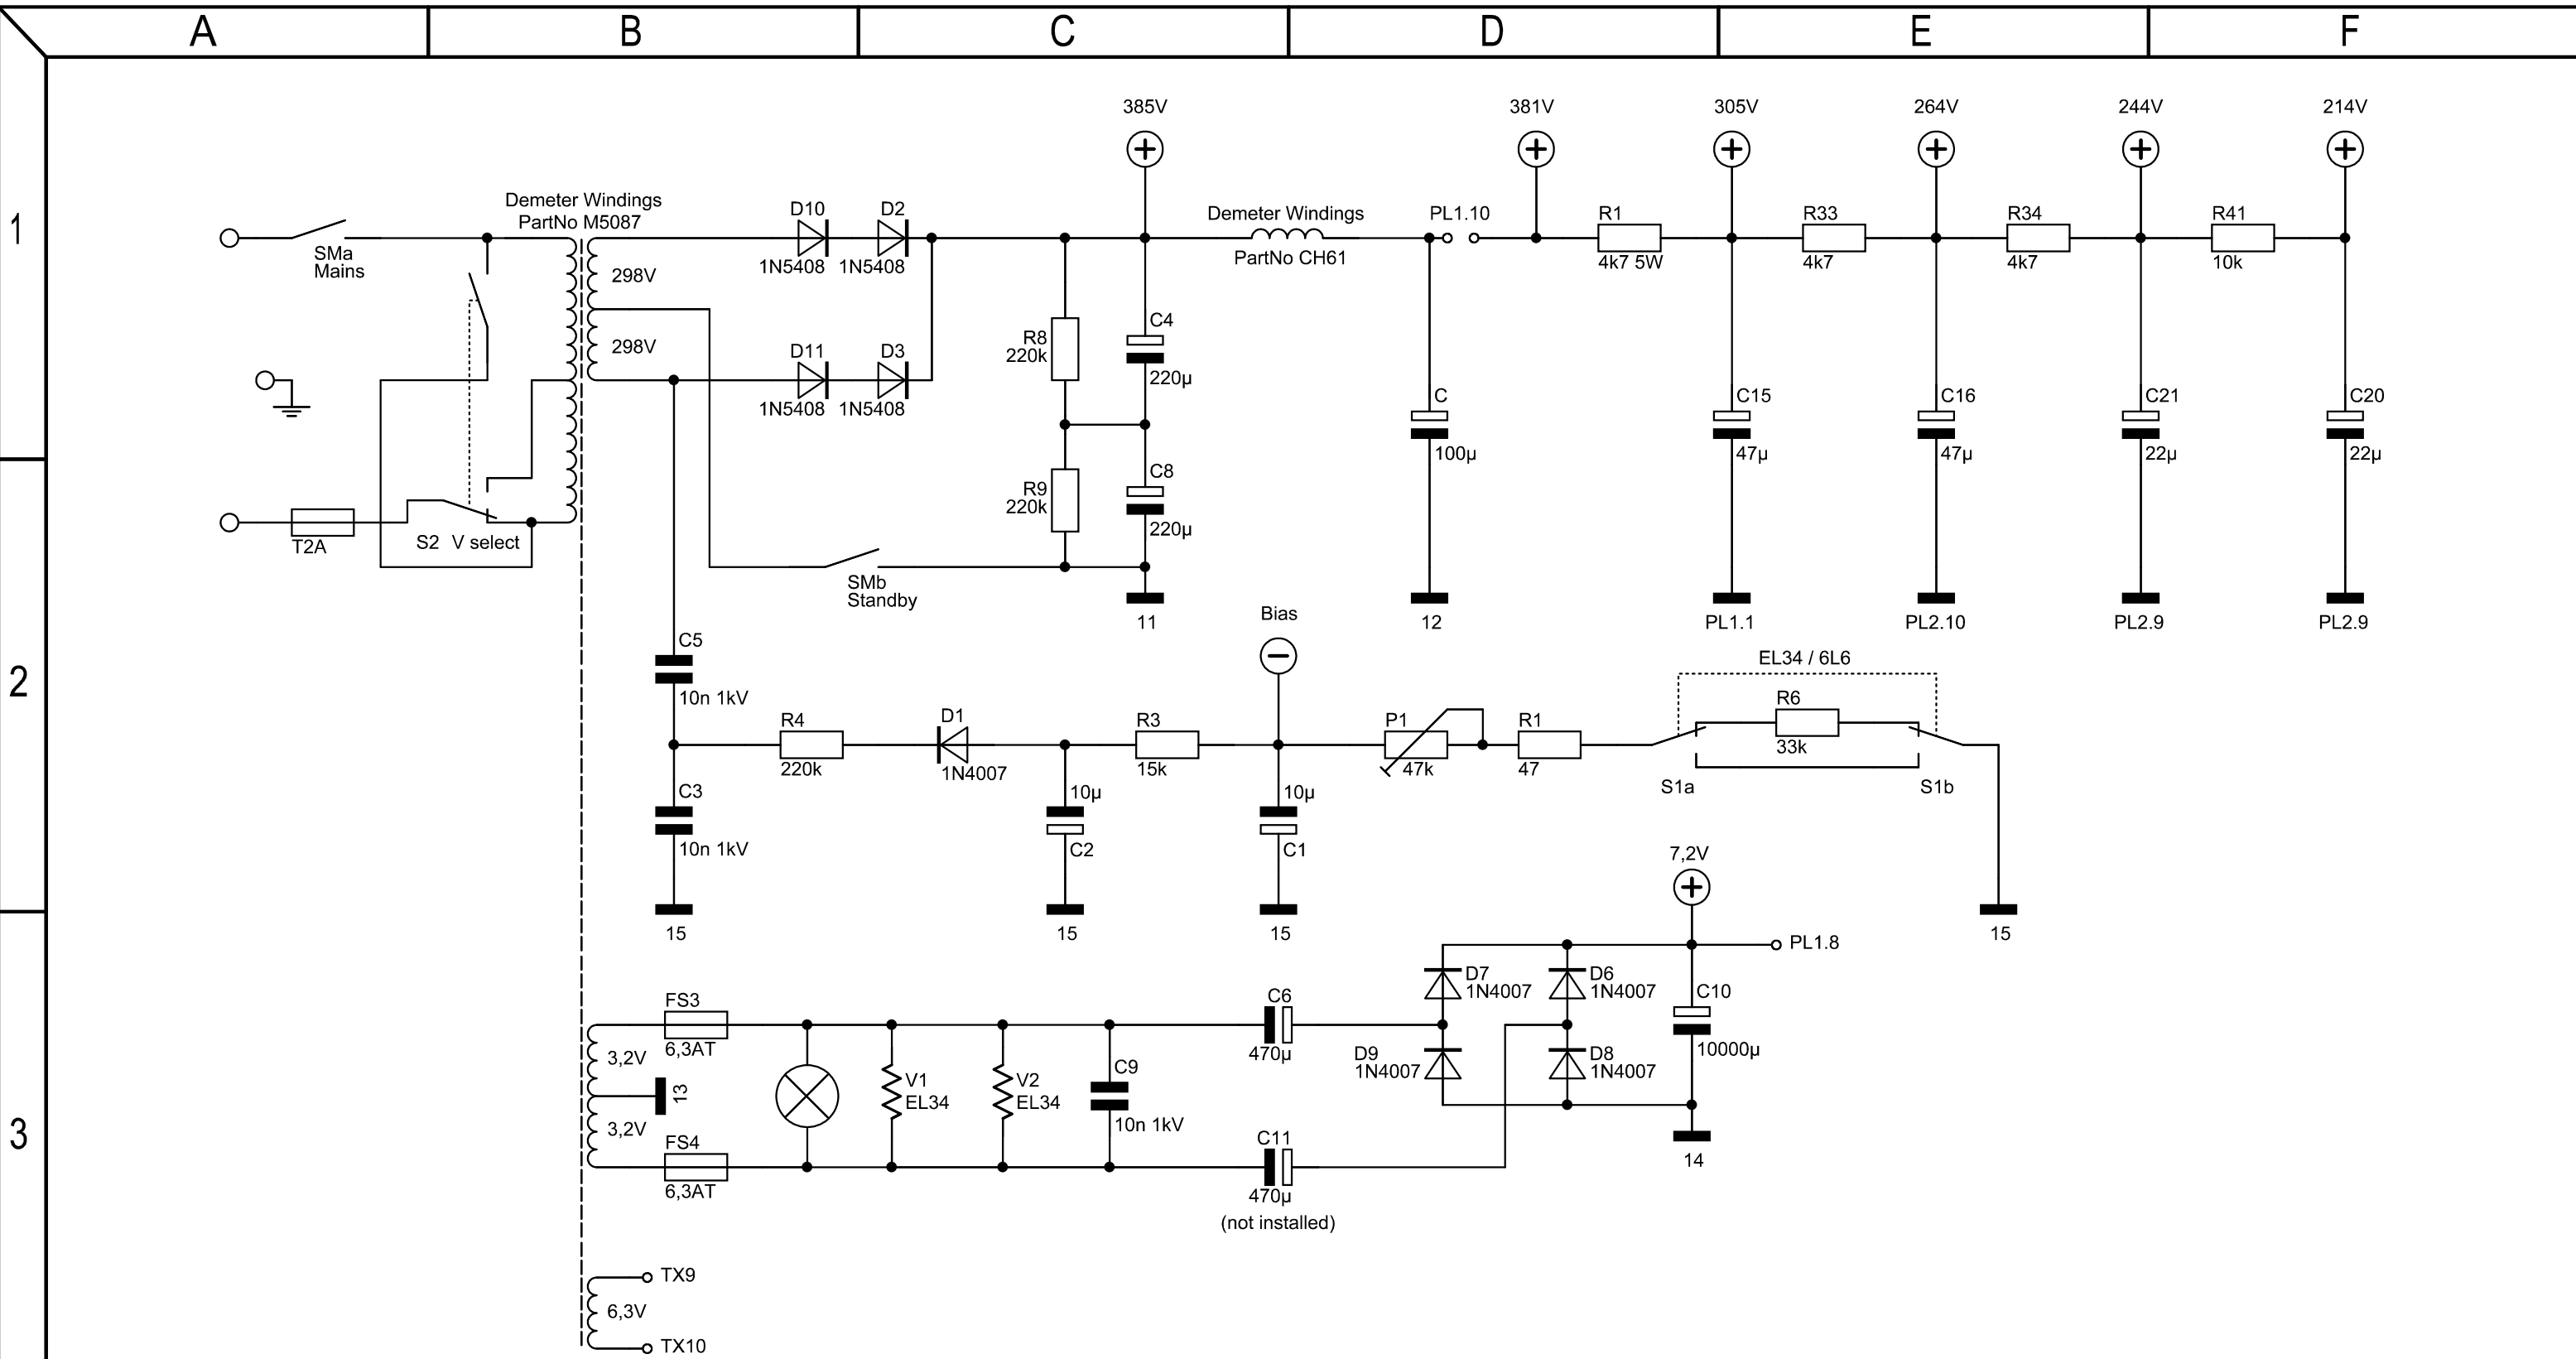 A B C D E F
1
2
3
385V 381V 305V 264V 244V 214V
Demeter Windings
PartNo M5087
SMa
Mains
298V
298V
D10
1N5408
D2
1N5408
D11
1N5408
D3
1N5408
Demeter Windings
PartNo CH61
PL1.10
R1
4k7 5W
R33
4k7
R34
4k7
R41
10k
R8
220k
C4
220µ
R9
220k
C8
220µ
C
100µ
C15
47µ
C16
47µ
C21
22µ
C20
22µ
T2A
S2 V select
SMb
Standby
11
12
PL1.1
PL2.10
PL2.9
PL2.9
C5
10n 1kV
Bias
EL34 / 6L6
R4
220k
D1
1N4007
R3
15k
P1
47k
R1
47
R6
33k
S1a
S1b
C3
10n 1kV
10µ
C2
10µ
C1
15
15
15
15
7,2V
PL1.8
FS3
6,3AT
3,2V
13
3,2V
FS4
6,3AT
V1
EL34
V2
EL34
C9
10n 1kV
C6
470µ
C11
470µ
(not installed)
D7
1N4007
D6
1N4007
D9
1N4007
D8
1N4007
C10
10000µ
14
TX9
6,3V
TX10